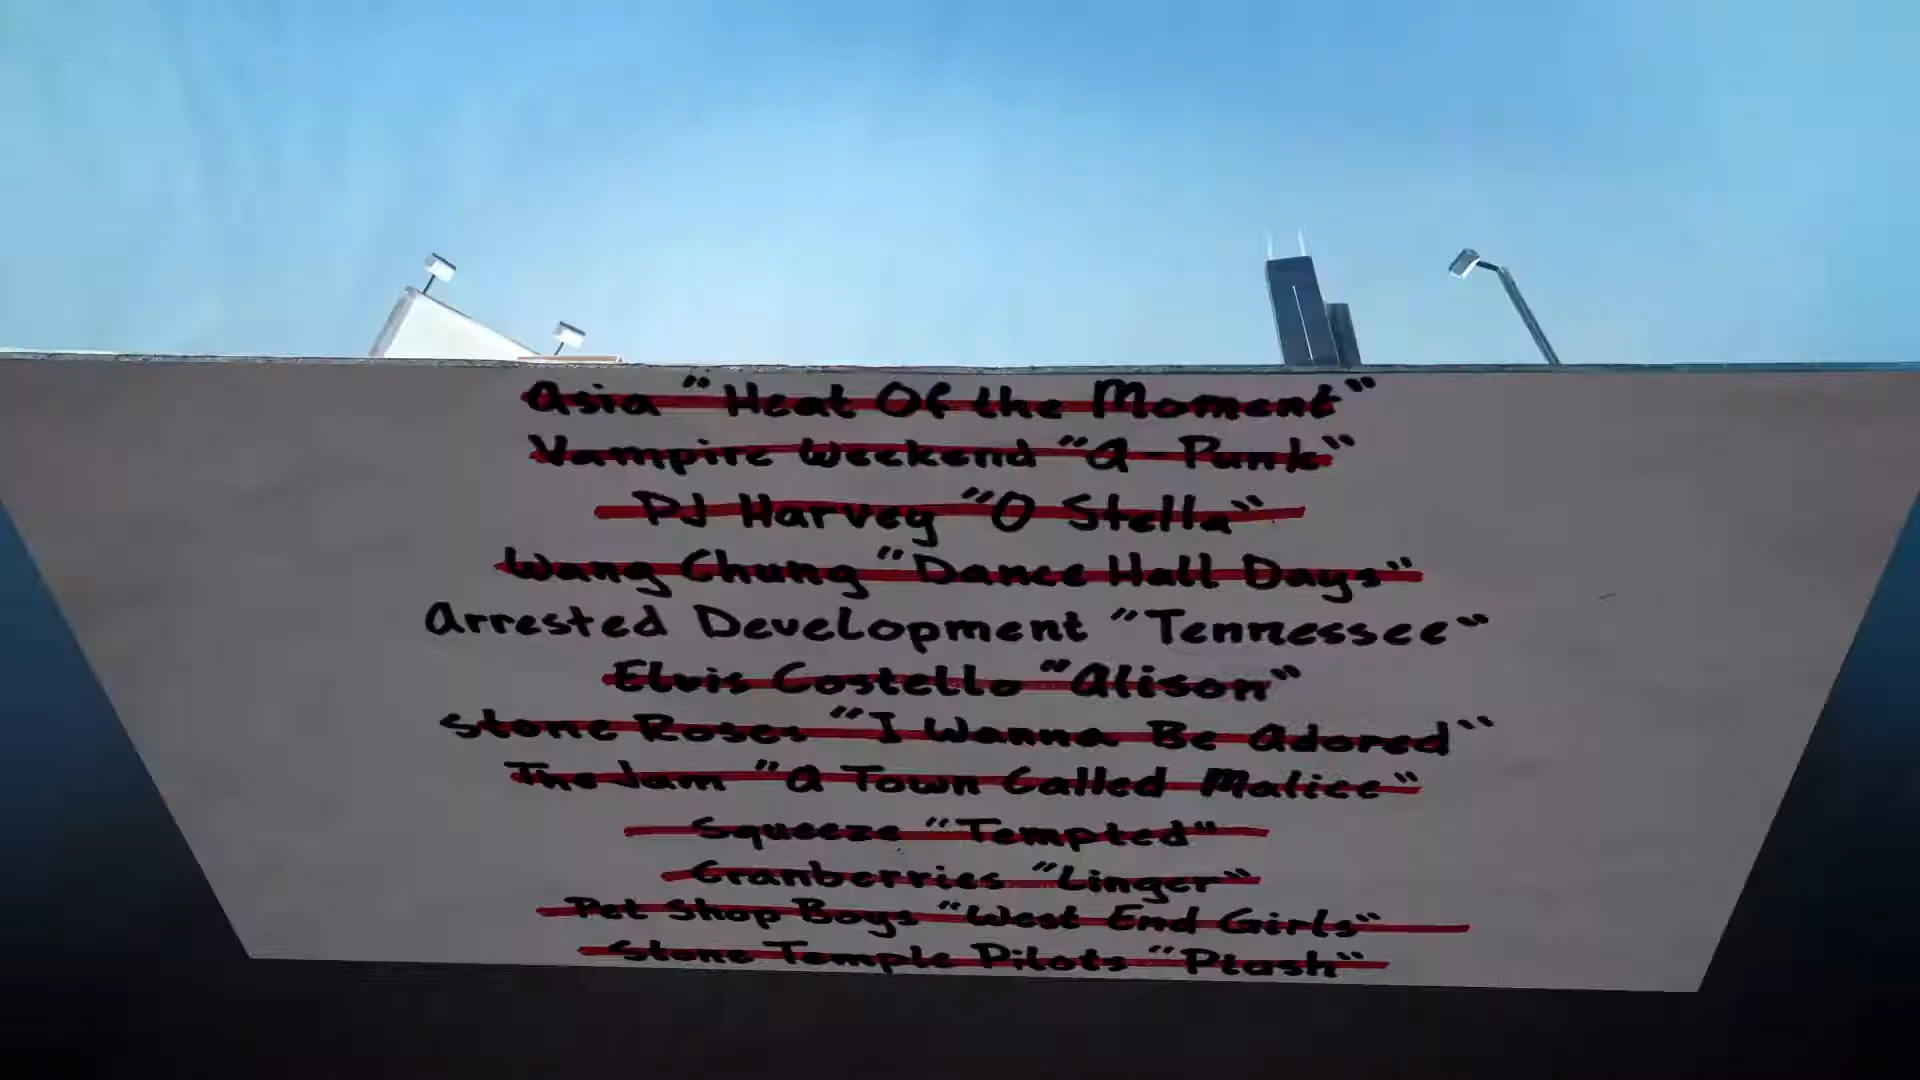 Asia "Heat Of the Moment"
Vampire Weekend "A-Punk"
PJ Harvey "O Stella"
Wang Chung "Dance Hall Days"
Arrested Development "Tennessee"
Elvis Costello "Alison"
Stone Roses "I Wanna Be Adored"
The Jam "A Town Called Malice"
Squeeze "Tempted"
Cranberries "Linger"
Pet Shop Boys "West End Girls"
Stone Temple Pilots "Plush"